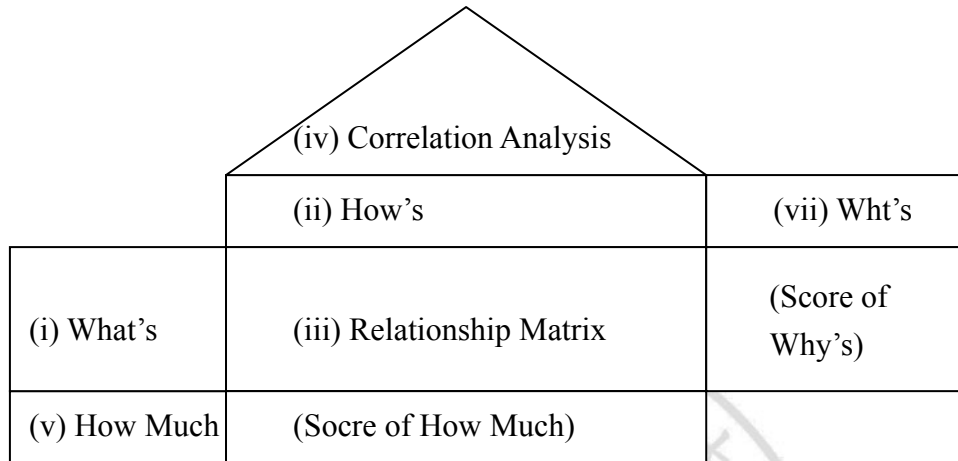 (iv) Correlation Analysis
(ii) How’s
(vii) Wht’s
(i) What’s
(iii) Relationship Matrix
(Score of
Why’s)
(v) How Much
(Socre of How Much)